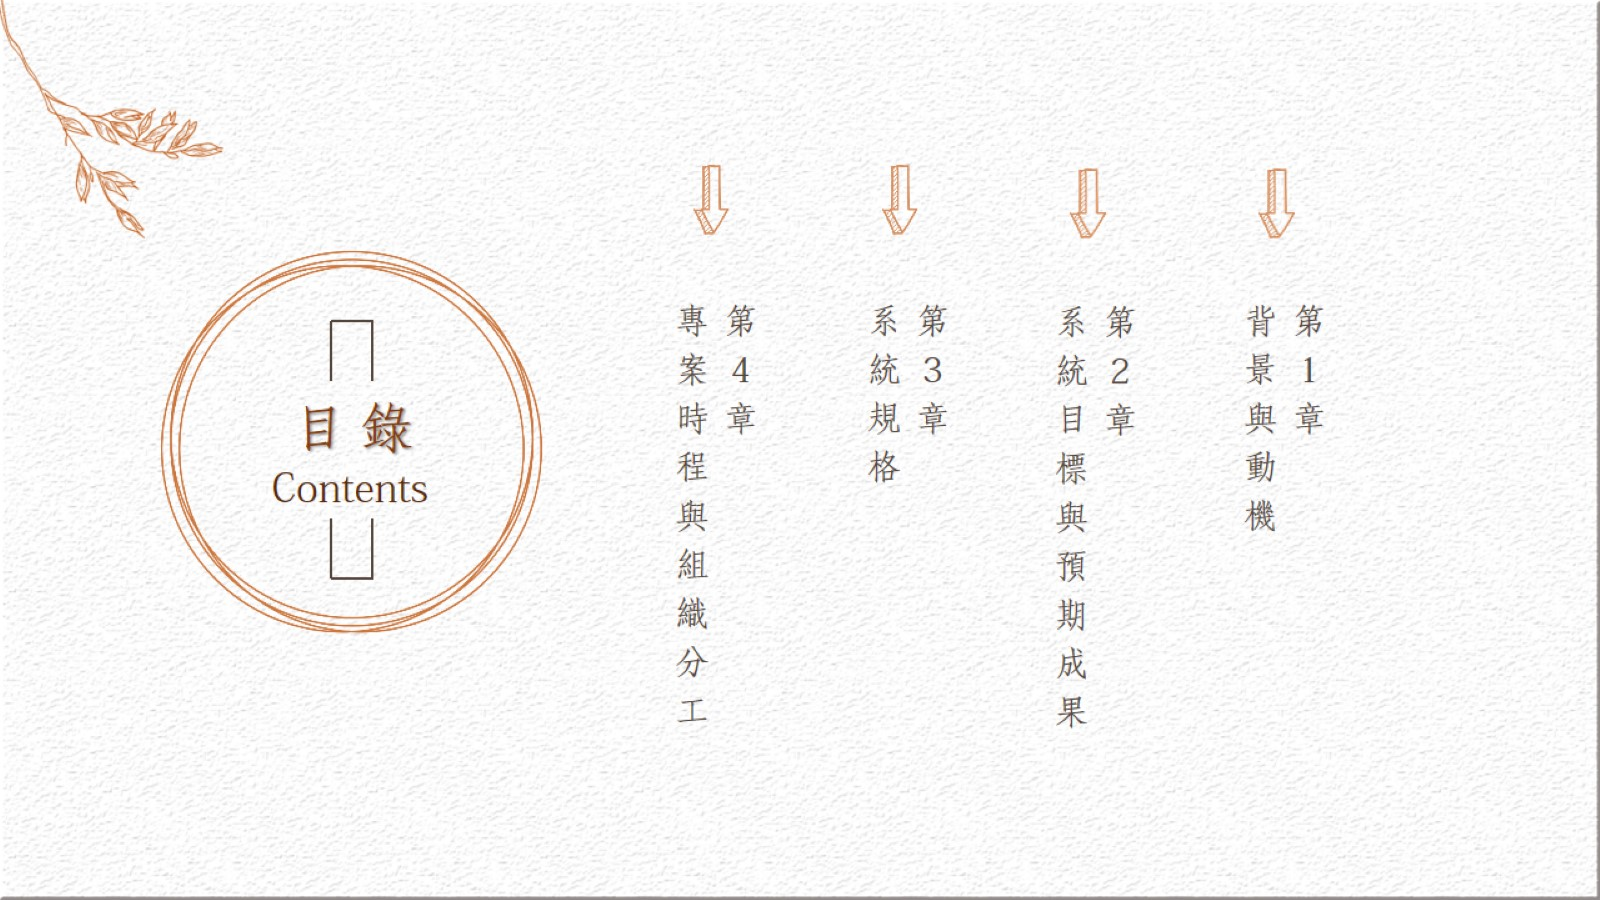 目錄
Contents
第1章
背景與動機
第2章
系統目標與預期成果
第3章
系統規格
第4章
專案時程與組織分工